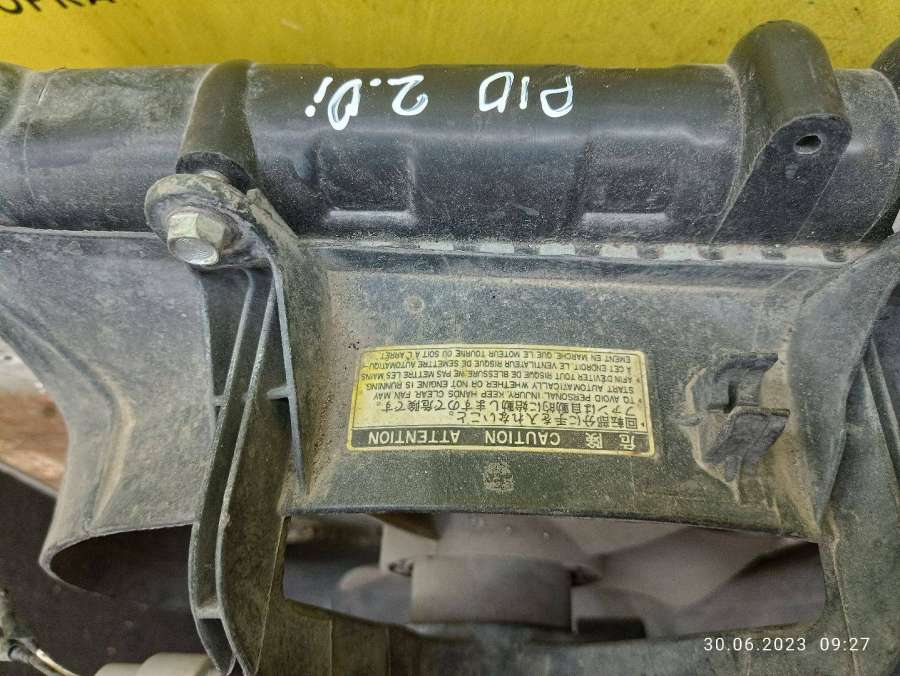 P10 2.0i
危険 CAUTION ATTENTION
・回転部分に手を入れないこと。
ファンは自動的に始動しますので危険です。
・TO AVOID PERSONAL INJURY, KEEP HANDS CLEAR FAN MAY
START AUTOMATICALLY WHETHER OR NOT ENGINE IS RUNNING.
・AFIN D'EVITER TOUT RISQUE DE BLESSURE NE PAS METTRE LES MAINS
A CET ENDROIT. LE VENTILATEUR RISQUE DE SEMETTRE AUTOMATIQU-
EMENT EN MARCHE, QUE LE MOTEUR TOURNE OU SOIT A L'ARRET.
30.06.2023 09:27